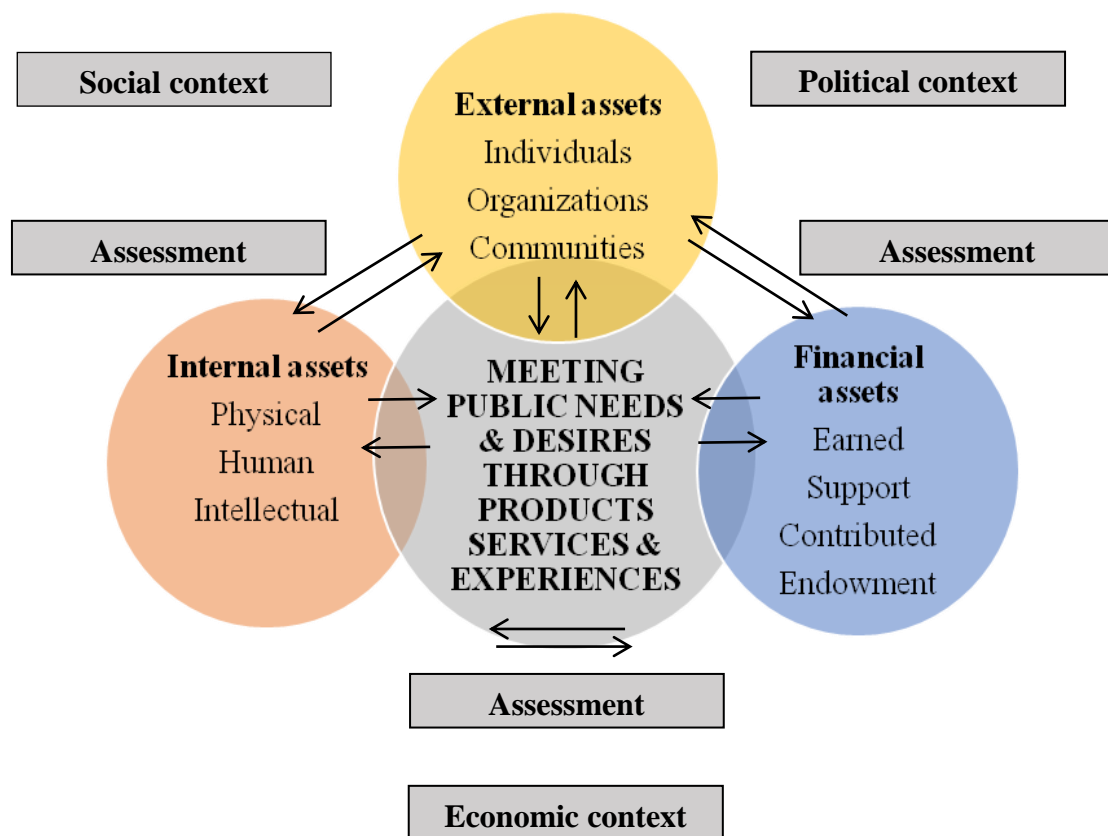 Social context
Political context
External assets
Individuals
Organizations
Communities
Assessment
Assessment
Internal assets
Physical
Human
Intellectual
MEETING
PUBLIC NEEDS
& DESIRES
THROUGH
PRODUCTS
SERVICES &
EXPERIENCES
Financial
assets
Earned
Support
Contributed
Endowment
Assessment
Economic context